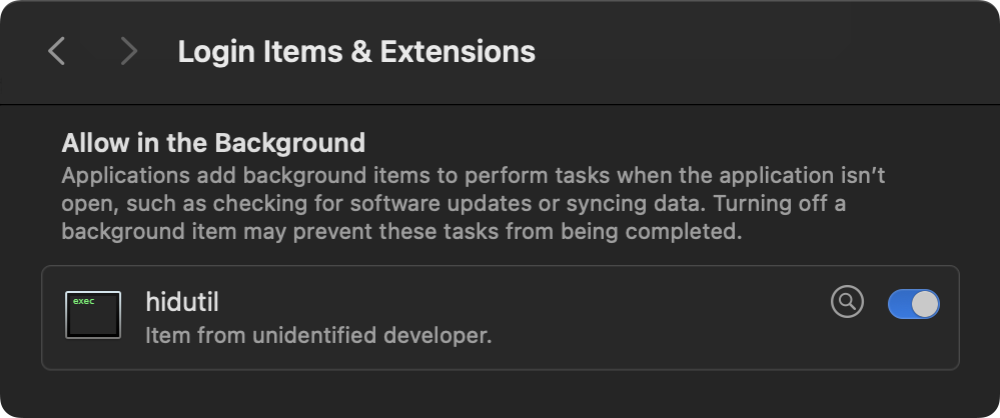 Login Items & Extensions
Allow in the Background
Applications add background items to perform tasks when the application isn’t
open, such as checking for software updates or syncing data. Turning off a
background item may prevent these tasks from being completed.
exec
hidutil
Item from unidentified developer.